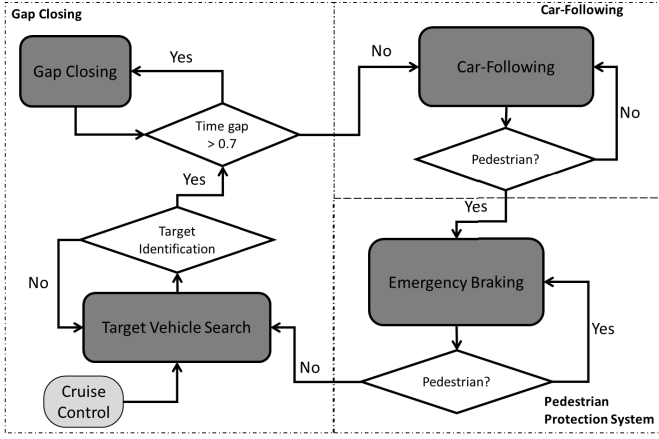 Gap Closing
Car-Following
Yes
No
Gap Closing
Car-Following
Time gap
> 0.7
No
Pedestrian?
Yes
Yes
Target
Identification
No
Emergency Braking
Target Vehicle Search
Yes
No
Pedestrian?
Cruise
Control
Pedestrian
Protection System